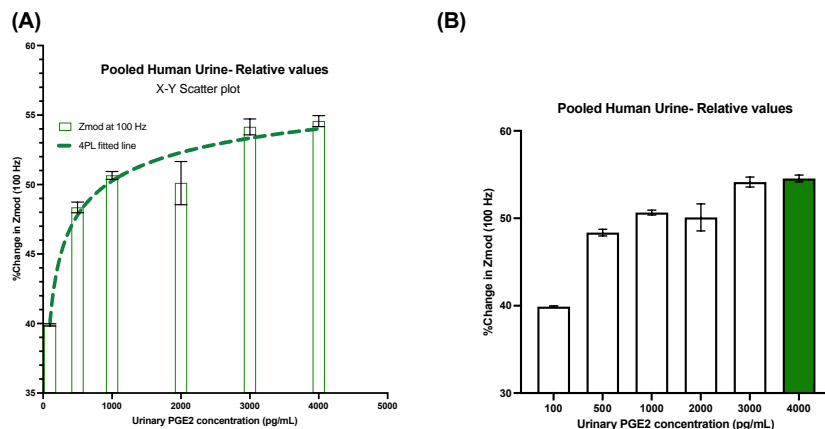 (A)
Pooled Human Urine- Relative values
X-Y Scatter plot
Zmod at 100 Hz
4PL fitted line
%Change in Zmod (100 Hz)
60
55
50
45
40
35
0
1000
2000
3000
4000
5000
Urinary PGE2 concentration (pg/mL)
(B)
Pooled Human Urine- Relative values
%Change in Zmod (100 Hz)
60
50
40
30
100
500
1000
2000
3000
4000
Urinary PGE2 concentration (pg/mL)